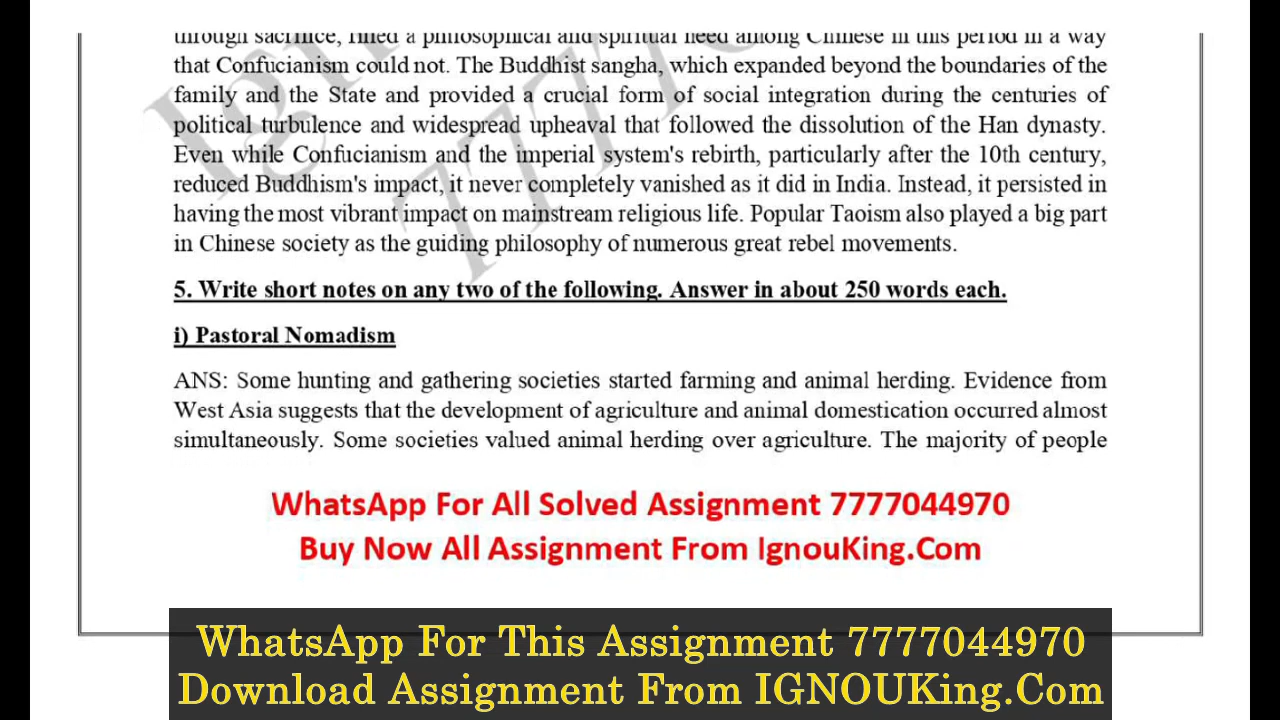 through sacrifice, filled a philosophical and spiritual need among Chinese in this period in a way
that Confucianism could not. The Buddhist sangha, which expanded beyond the boundaries of the
family and the State and provided a crucial form of social integration during the centuries of
political turbulence and widespread upheaval that followed the dissolution of the Han dynasty.
Even while Confucianism and the imperial system's rebirth, particularly after the 10th century,
reduced Buddhism's impact, it never completely vanished as it did in India. Instead, it persisted in
having the most vibrant impact on mainstream religious life. Popular Taoism also played a big part
in Chinese society as the guiding philosophy of numerous great rebel movements.
5. Write short notes on any two of the following. Answer in about 250 words each.
i) Pastoral Nomadism
ANS: Some hunting and gathering societies started farming and animal herding. Evidence from
West Asia suggests that the development of agriculture and animal domestication occurred almost
simultaneously. Some societies valued animal herding over agriculture. The majority of people
WhatsApp For All Solved Assignment 7777044970
Buy Now All Assignment From IgnouKing.Com
WhatsApp For This Assignment 7777044970
Download Assignment From IGNOUKing.Com